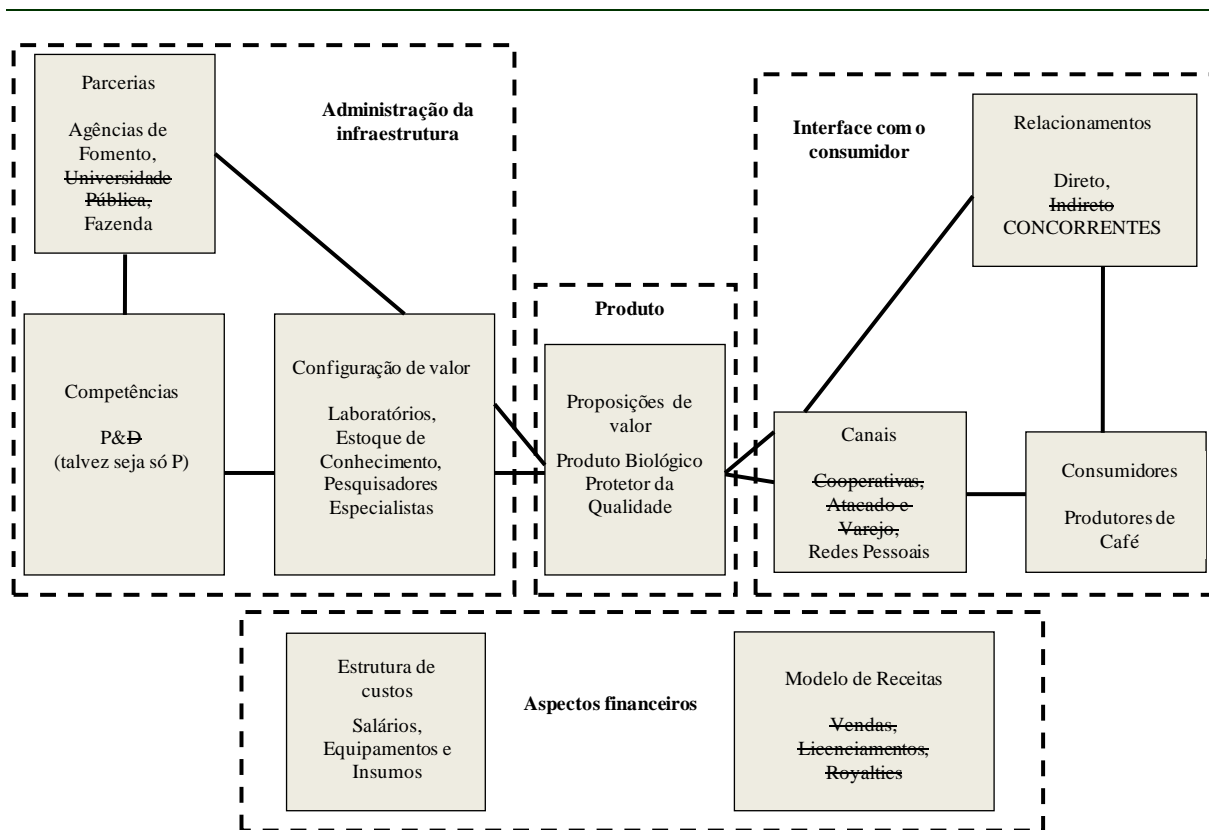 Parcerias
Agências de
Fomento,
Universidade
Pública,
Fazenda
Administração da
infraestrutura
Competências
P&D
(talvez seja só P)
Configuração de valor
Laboratórios,
Estoque de
Conhecimento,
Pesquisadores
Especialistas
Produto
Proposições de
valor
Produto Biológico
Protetor da
Qualidade
Interface com o
consumidor
Relacionamentos
Direto,
Indireto
CONCORRENTES
Canais
Cooperativas,
Atacado e
Varejo,
Redes Pessoais
Consumidores
Produtores de
Café
Estrutura de
custos
Salários,
Equipamentos e
Insumos
Aspectos financeiros
Modelo de Receitas
Vendas,
Licenciamentos,
Royalties